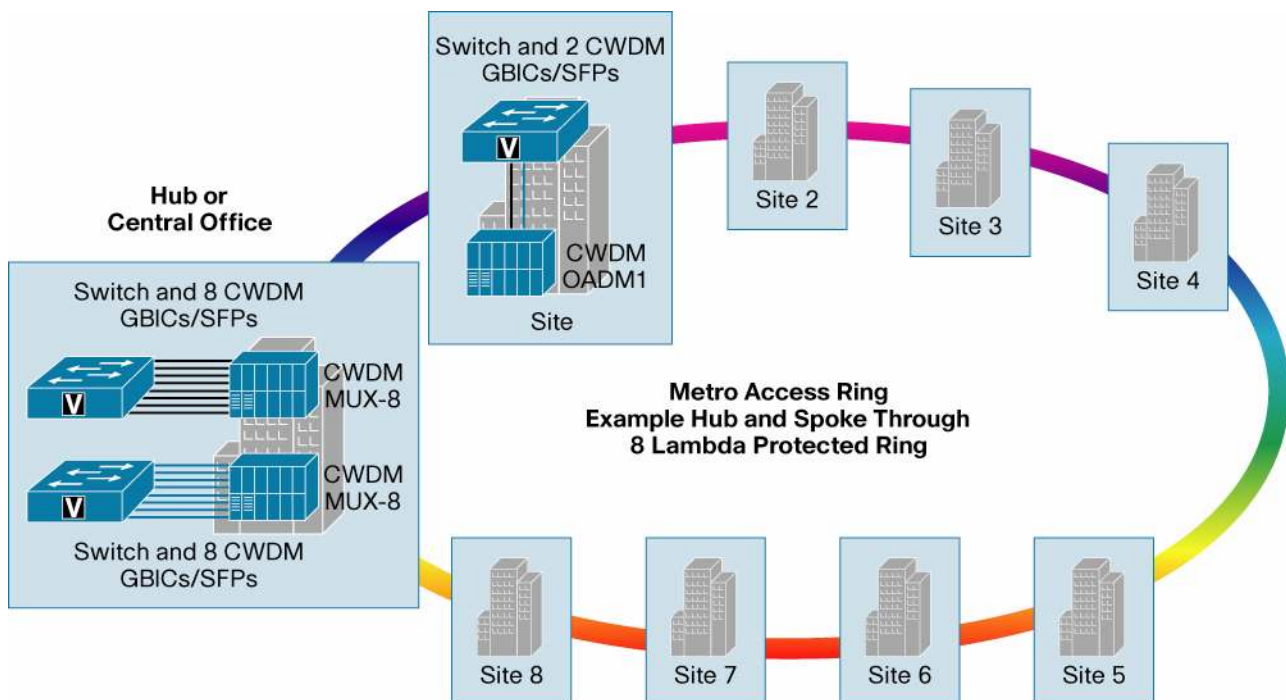 Switch and 2 CWDM
GBICs/SFPs
V
CWDM
OADM1
Site
Site 2
Site 3
Site 4
Hub or
Central Office
Switch and 8 CWDM
GBICs/SFPs
V
CWDM
MUX-8
V
CWDM
MUX-8
Switch and 8 CWDM
GBICs/SFPs
Metro Access Ring
Example Hub and Spoke Through
8 Lambda Protected Ring
Site 8
Site 7
Site 6
Site 5